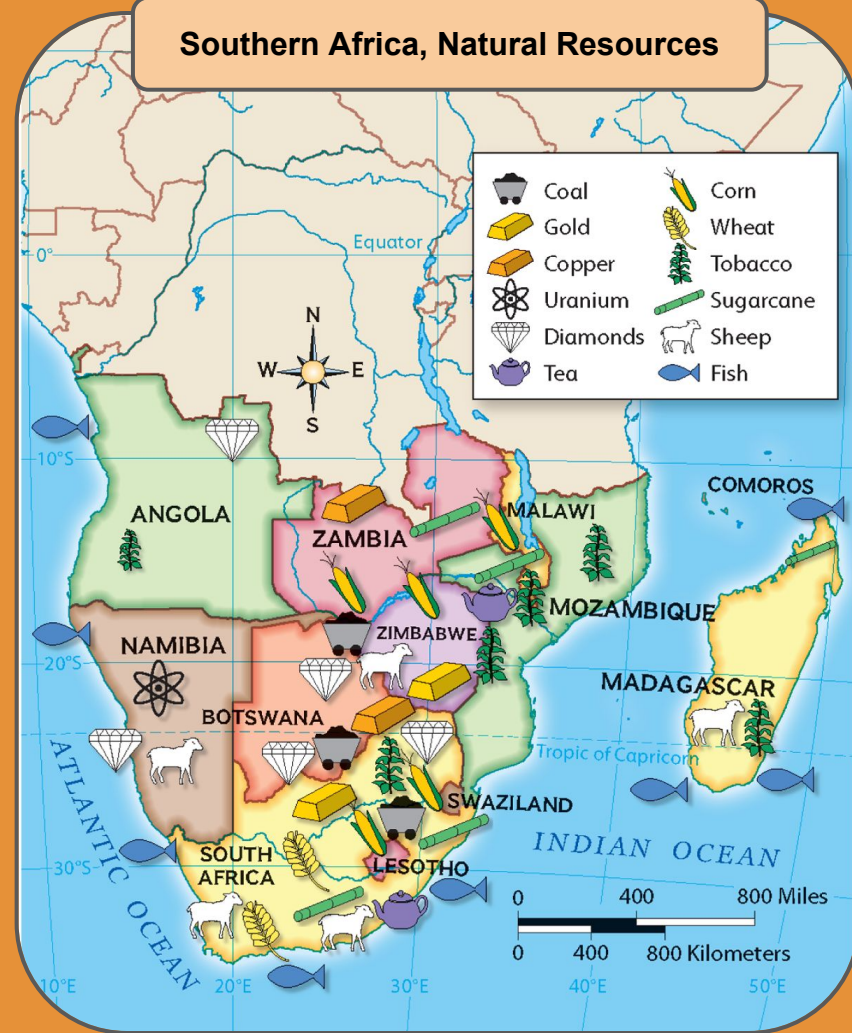 Southern Africa, Natural Resources
Coal
Gold
Copper
Uranium
Diamonds
Tea
Corn
Wheat
Tobacco
Sugarcane
Sheep
Fish
Equator
0°
N
W
E
S
10°S
ANGOLA
ZAMBIA
MALAWI
COMOROS
MOZAMBIQUE
NAMIBIA
ZIMBABWE
20°S
MADAGASCAR
BOTSWANA
Tropic of Capricorn
SWAZILAND
ATLANTIC OCEAN
INDIAN OCEAN
SOUTH
AFRICA
LESOTHO
30°S
0 400 800 Miles
0 400 800 Kilometers
10°E 20°E 30°E 40°E 50°E